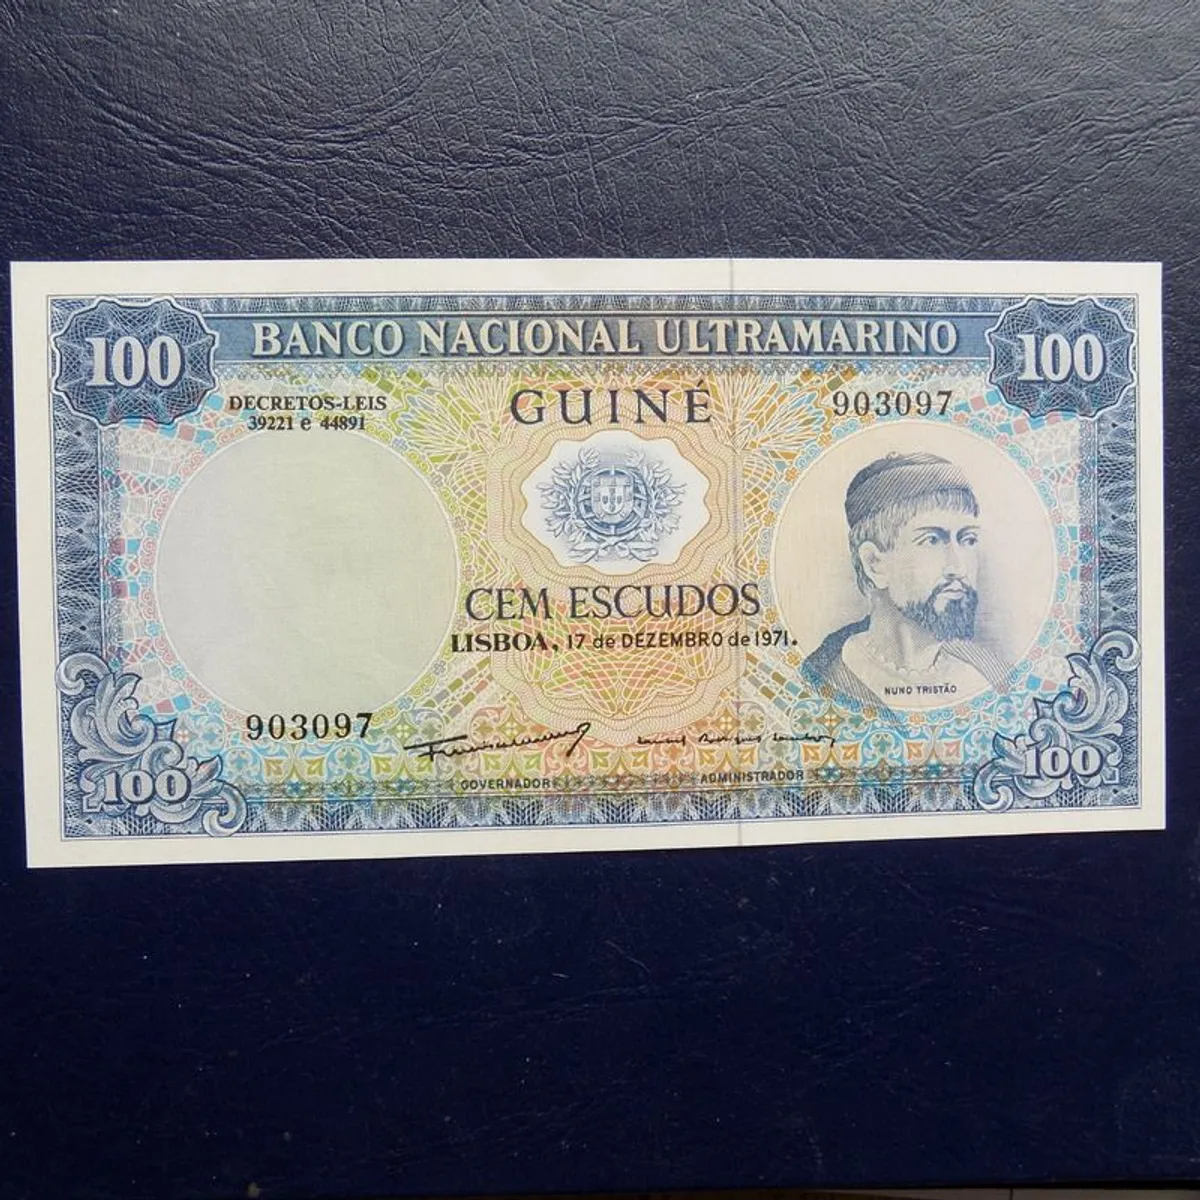 BANCO NACIONAL ULTRAMARINO
100
100
DECRETOS-LEIS
39221 e 44891
GUINÉ
903097
CEM ESCUDOS
LISBOA, 17 de DEZEMBRO de 1971.
NUNO TRISTÃO
903097
GOVERNADOR
ADMINISTRADOR
100
100